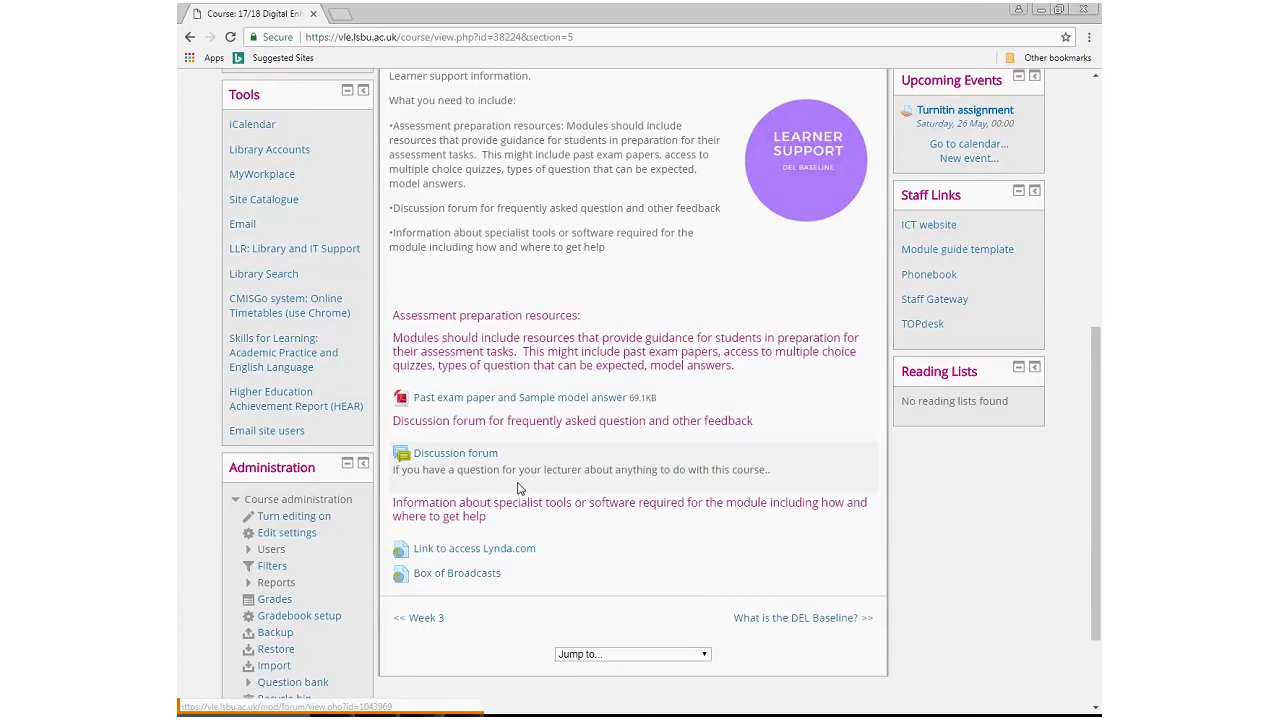 Course: 17/18 Digital Enh
Secure https://vle.lsbu.ac.uk/course/view.php?id=38224&section=5
Apps Suggested Sites Other bookmarks
Tools
iCalendar
Library Accounts
MyWorkplace
Site Catalogue
Email
LLR: Library and IT Support
Library Search
CMISGo system: Online
Timetables (use Chrome)
Skills for Learning:
Academic Practice and
English Language
Higher Education
Achievement Report (HEAR)
Email site users
Administration
Course administration
Turn editing on
Edit settings
Users
Filters
Reports
Grades
Gradebook setup
Backup
Restore
Import
Question bank
https://vle.lsbu.ac.uk/mod/forum/view.php?id=1043969
Learner support information.
What you need to include:
•Assessment preparation resources: Modules should include
resources that provide guidance for students in preparation for their
assessment tasks. This might include past exam papers, access to
multiple choice quizzes, types of question that can be expected,
model answers.
•Discussion forum for frequently asked question and other feedback
•Information about specialist tools or software required for the
module including how and where to get help
LEARNER
SUPPORT
DEL BASELINE
Assessment preparation resources:
Modules should include resources that provide guidance for students in preparation for
their assessment tasks. This might include past exam papers, access to multiple choice
quizzes, types of question that can be expected, model answers.
Past exam paper and Sample model answer 69.1KB
Discussion forum for frequently asked question and other feedback
Discussion forum
If you have a question for your lecturer about anything to do with this course..
Information about specialist tools or software required for the module including how and
where to get help
Link to access Lynda.com
Box of Broadcasts
<< Week 3
What is the DEL Baseline? >>
Jump to...
Upcoming Events
Turnitin assignment
Saturday, 26 May, 00:00
Go to calendar...
New event...
Staff Links
ICT website
Module guide template
Phonebook
Staff Gateway
TOPdesk
Reading Lists
No reading lists found